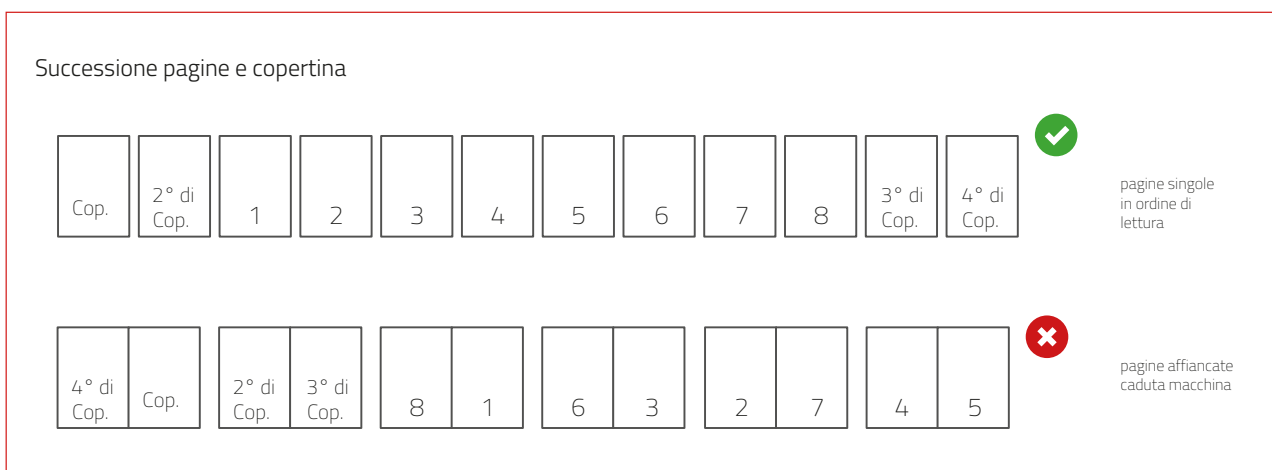 Successione pagine e copertina
Cop.
2° di
Cop.
1
2
3
4
5
6
7
8
3° di
Cop.
4° di
Cop.
pagine singole
in ordine di
lettura
4° di
Cop.
Cop.
2° di
Cop.
3° di
Cop.
8
1
6
3
2
7
4
5
pagine affiancate
caduta macchina